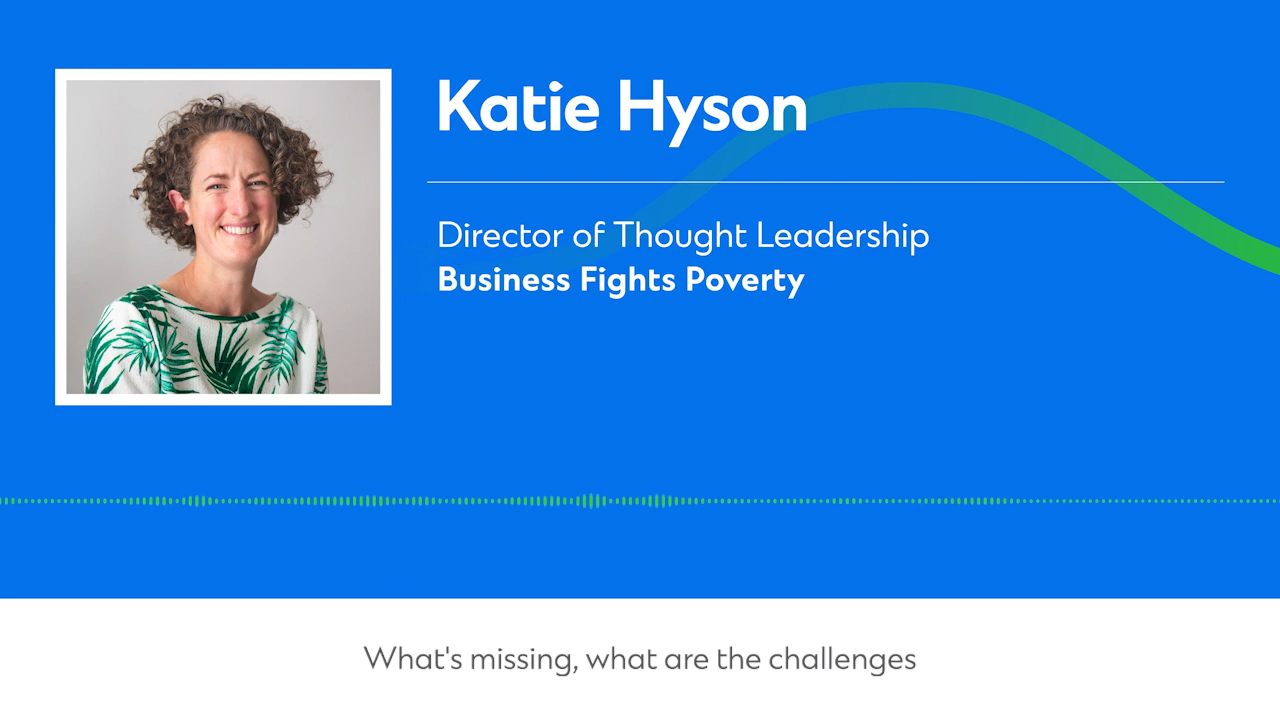 Katie Hyson
Director of Thought Leadership
Business Fights Poverty
What's missing, what are the challenges